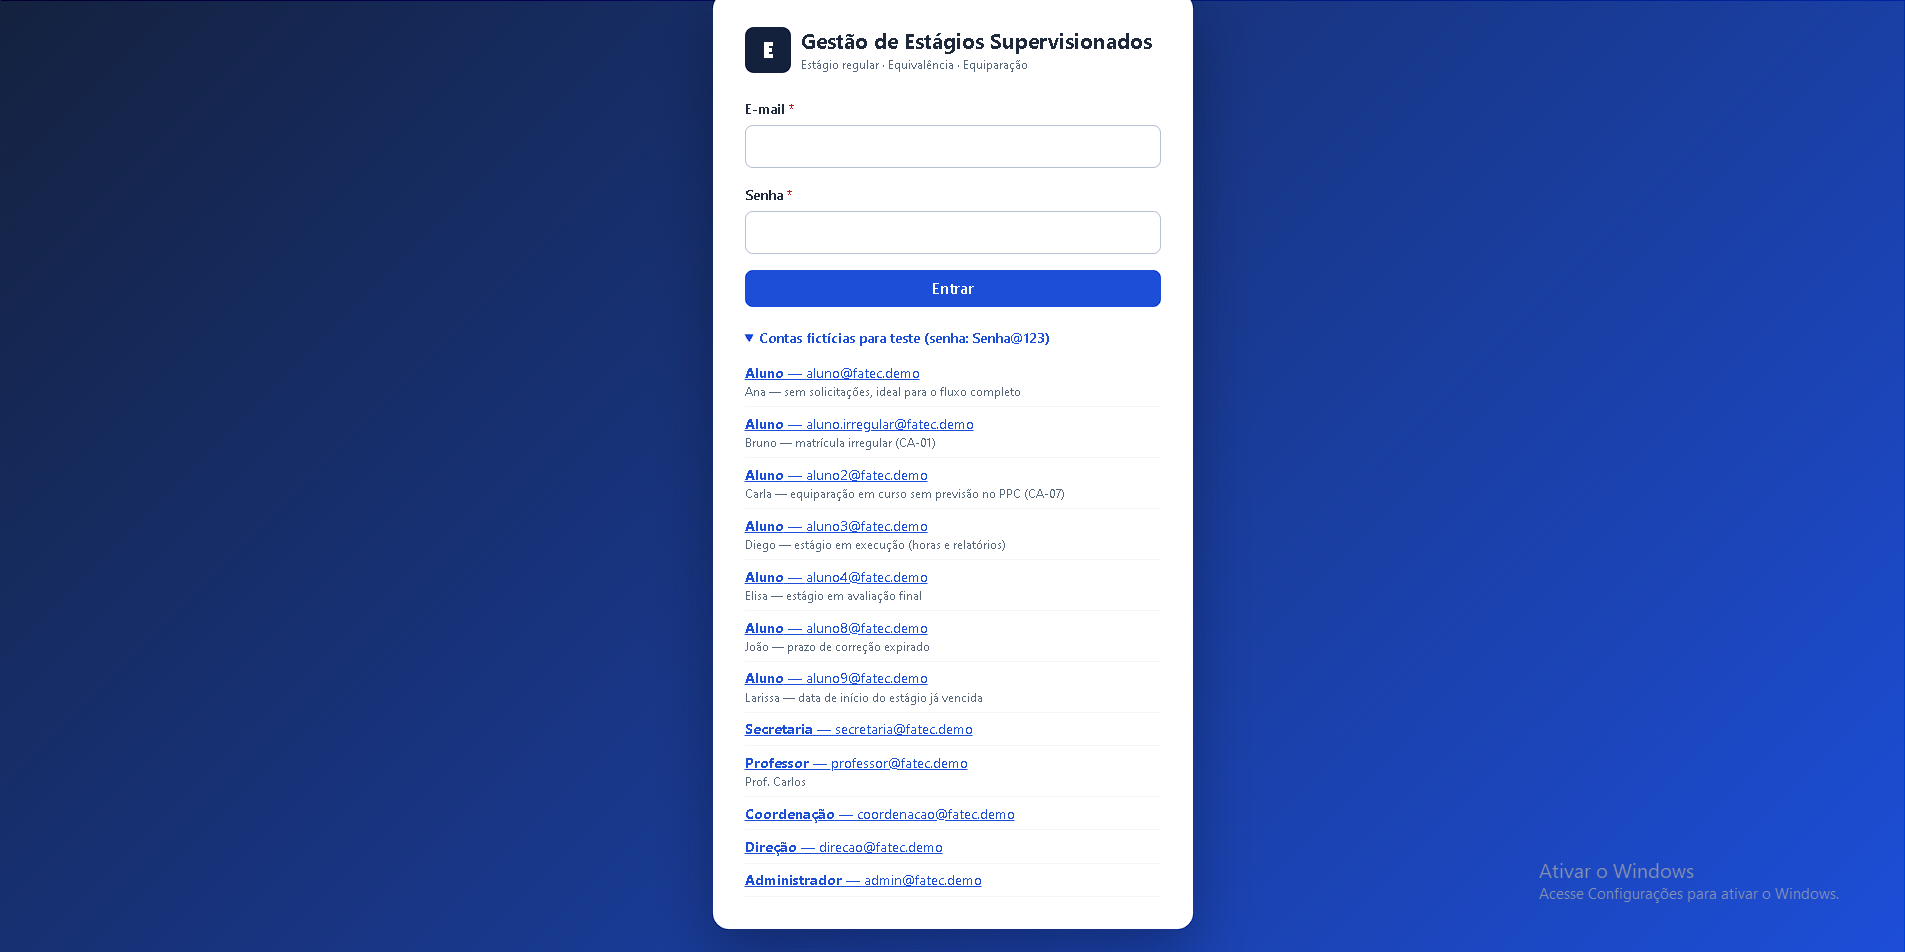 E
Gestão de Estágios Supervisionados
Estágio regular · Equivalência · Equiparação
E-mail *
Senha *
Entrar
▼ Contas fictícias para teste (senha: Senha@123)
Aluno — aluno@fatec.demo
Ana — sem solicitações, ideal para o fluxo completo
Aluno — aluno.irregular@fatec.demo
Bruno — matrícula irregular (CA-01)
Aluno — aluno2@fatec.demo
Carla — equiparação em curso sem previsão no PPC (CA-07)
Aluno — aluno3@fatec.demo
Diego — estágio em execução (horas e relatórios)
Aluno — aluno4@fatec.demo
Elisa — estágio em avaliação final
Aluno — aluno8@fatec.demo
João — prazo de correção expirado
Aluno — aluno9@fatec.demo
Larissa — data de início do estágio já vencida
Secretaria — secretaria@fatec.demo
Professor — professor@fatec.demo
Prof. Carlos
Coordenação — coordenacao@fatec.demo
Direção — direcao@fatec.demo
Administrador — admin@fatec.demo
Ativar o Windows
Acesse Configurações para ativar o Windows.